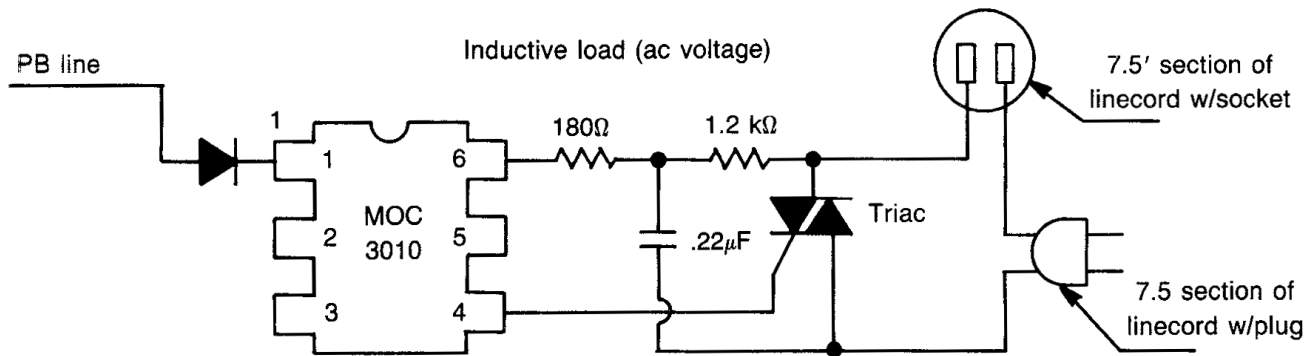 Inductive load (ac voltage)
PB line
7.5' section of
linecord w/socket
1
180Ω
1.2 kΩ
1
6
MOC
3010
2
5
.22μF
Triac
3
4
7.5 section of
linecord w/plug